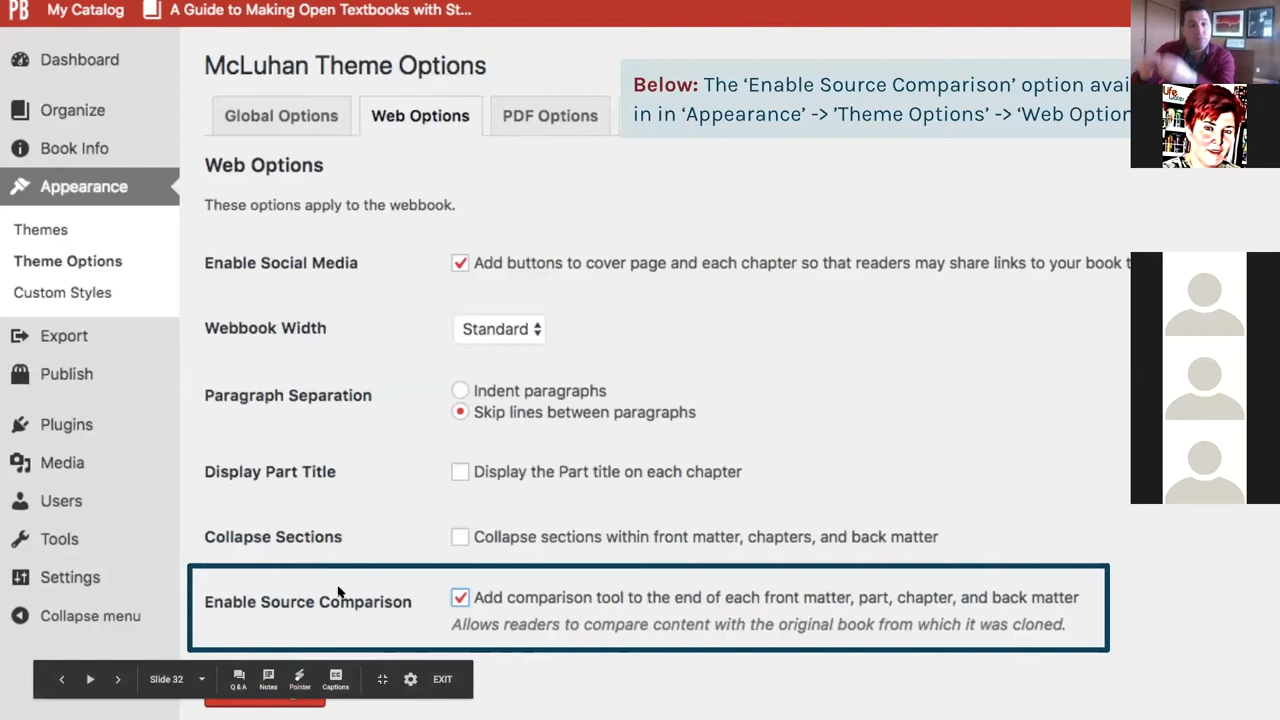 PB My Catalog A Guide to Making Open Textbooks with St...
Dashboard
Organize
Book Info
Appearance
Themes
Theme Options
Custom Styles
Export
Publish
Plugins
Media
Users
Tools
Settings
Collapse menu
McLuhan Theme Options
Below: The ‘Enable Source Comparison’ option avai
in in ‘Appearance’ -> ’Theme Options’ -> ‘Web Option
Global Options Web Options PDF Options
Web Options
These options apply to the webbook.
Enable Social Media Add buttons to cover page and each chapter so that readers may share links to your book t
Webbook Width Standard
Paragraph Separation Indent paragraphs
Skip lines between paragraphs
Display Part Title Display the Part title on each chapter
Collapse Sections Collapse sections within front matter, chapters, and back matter
Enable Source Comparison Add comparison tool to the end of each front matter, part, chapter, and back matter
Allows readers to compare content with the original book from which it was cloned.
Slide 32 Q & A Notes Pointer CC Captions EXIT